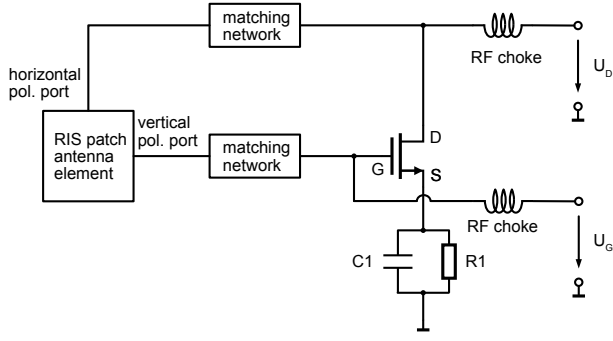 matching
network
RF choke
U_D
horizontal
pol. port
vertical
pol. port
RIS patch
antenna
element
matching
network
D
G
S
RF choke
C1
R1
U_G